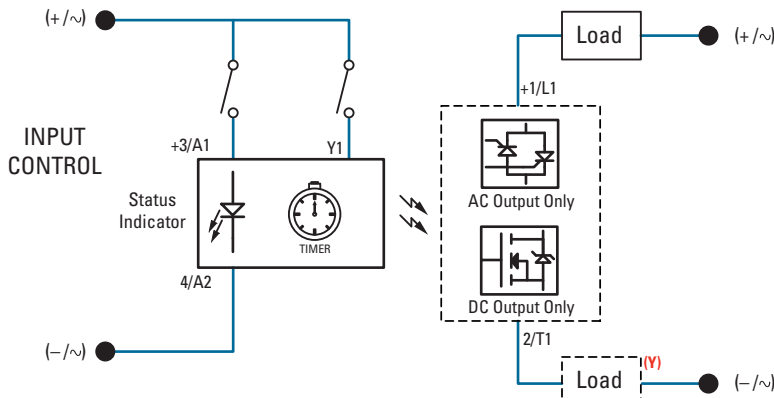 (+/∿)
Load
(+/∿)
+1/L1
INPUT
CONTROL
+3/A1
Y1
Status
Indicator
TIMER
AC Output Only
DC Output Only
4/A2
2/T1
(−/∿)
Load
(Y)
(−/∿)